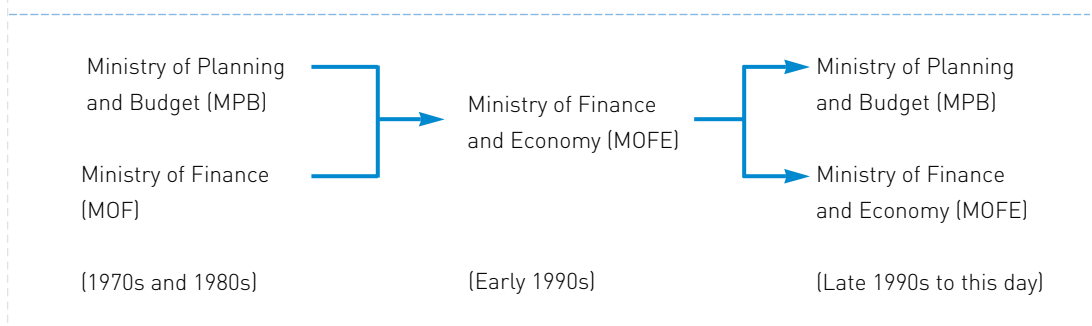 Ministry of Planning
and Budget (MPB)
Ministry of Finance
(MOF)
(1970s and 1980s)
Ministry of Finance
and Economy (MOFE)
(Early 1990s)
Ministry of Planning
and Budget (MPB)
Ministry of Finance
and Economy (MOFE)
(Late 1990s to this day)